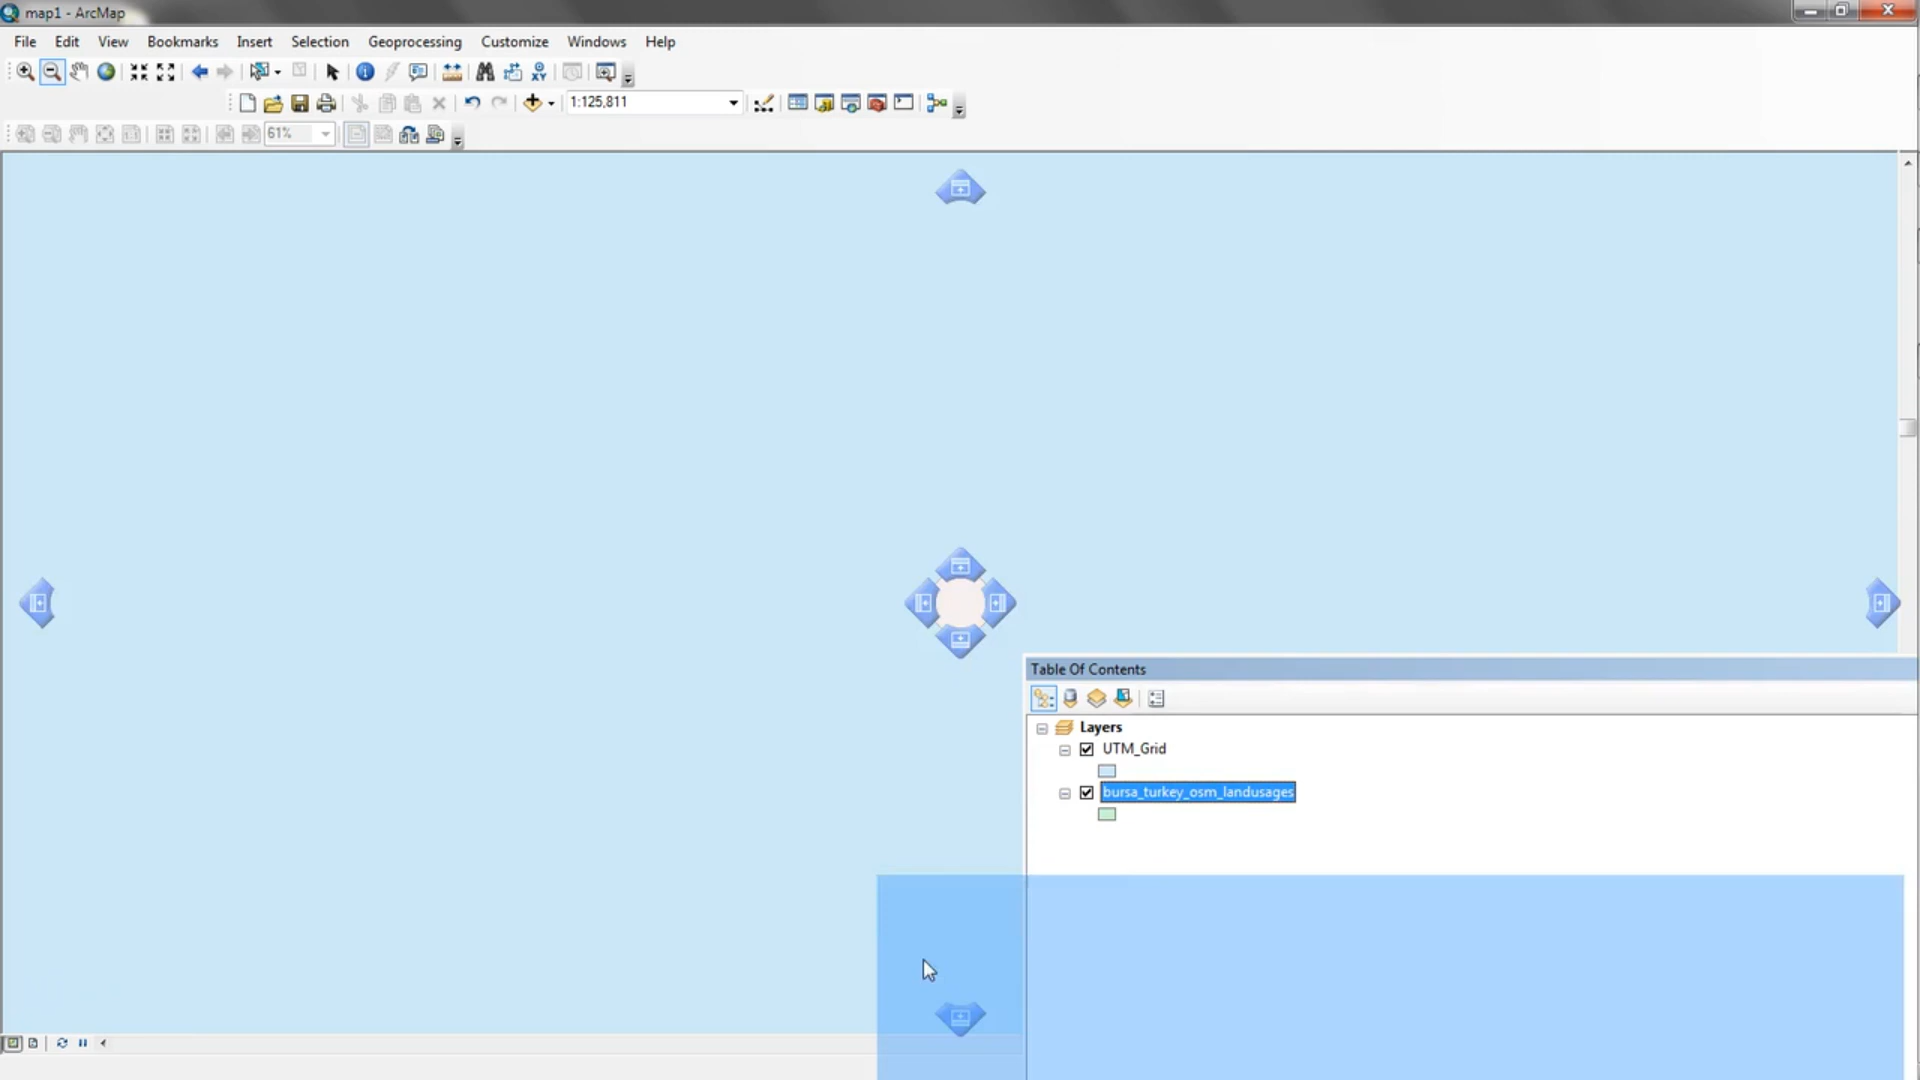 map1 - ArcMap
File Edit View Bookmarks Insert Selection Geoprocessing Customize Windows Help
1:125,811
61%
Table Of Contents
Layers
UTM_Grid
bursa_turkey_osm_landusages